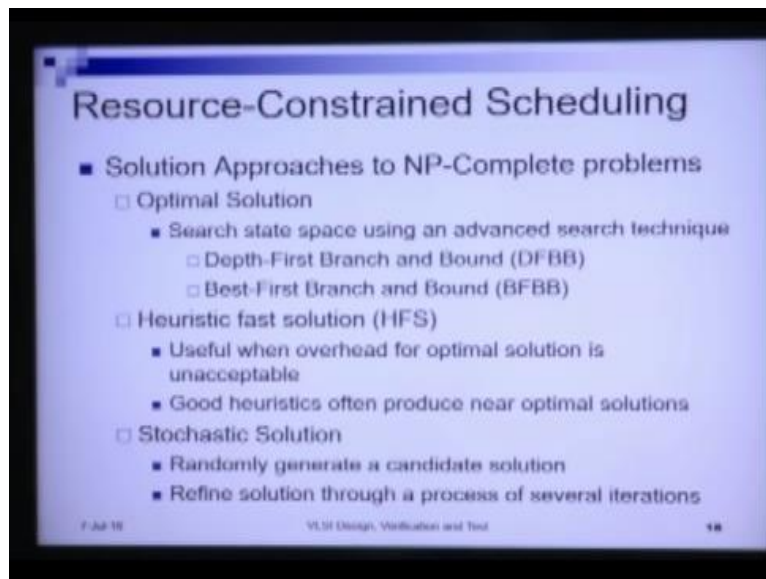 Resource-Constrained Scheduling
Solution Approaches to NP-Complete problems
Optimal Solution
Search state space using an advanced search technique
Depth-First Branch and Bound (DFBB)
Best-First Branch and Bound (BFBB)
Heuristic fast solution (HFS)
Useful when overhead for optimal solution is
unacceptable
Good heuristics often produce near optimal solutions
Stochastic Solution
Randomly generate a candidate solution
Refine solution through a process of several iterations
VLSI Design, Verification and Test